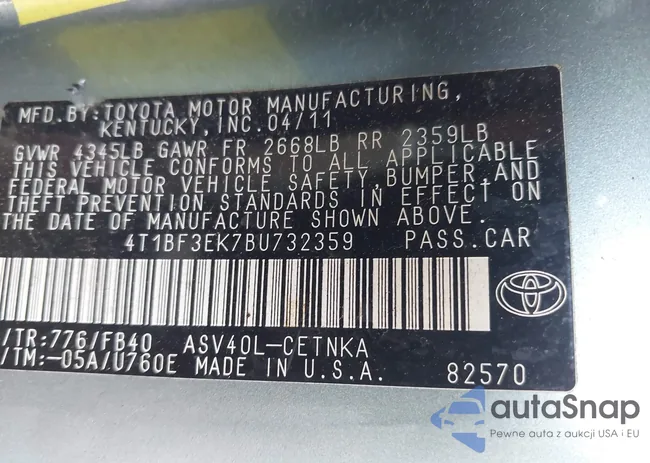 MFD.BY:TOYOTA MOTOR MANUFACTURING,
KENTUCKY, INC. 04/11
GVWR 4345LB GAWR FR 2668LB RR 2359LB
THIS VEHICLE CONFORMS TO ALL APPLICABLE
FEDERAL MOTOR VEHICLE SAFETY, BUMPER, AND
THEFT PREVENTION STANDARDS IN EFFECT ON
THE DATE OF MANUFACTURE SHOWN ABOVE.
4T1BF3EK7BU732359 PASS.CAR
/TR:776/FB40 ASV40L-CETNKA
/TM:-05A/U760E MADE IN U.S.A. 82570
autaSnap
Pewne auta z aukcji USA i EU